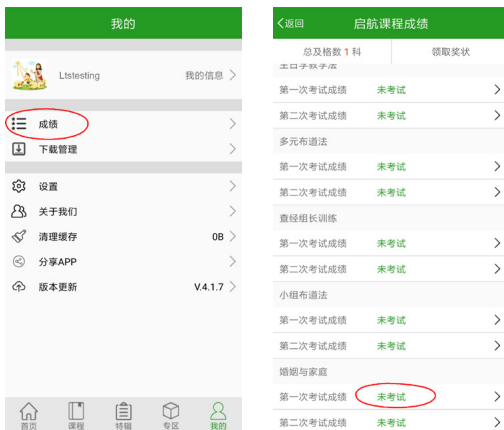 我的
Ltstesting
我的信息
成绩
下载管理
设置
关于我们
清理缓存
0B
分享APP
版本更新
V.4.1.7
首页
课程
特辑
专区
我的
返回
启航课程成绩
总及格数 1 科
领取奖状
主日学教学法
第一次考试成绩 未考试
第二次考试成绩 未考试
多元布道法
第一次考试成绩 未考试
第二次考试成绩 未考试
查经组长训练
第一次考试成绩 未考试
第二次考试成绩 未考试
小组布道法
第一次考试成绩 未考试
第二次考试成绩 未考试
婚姻与家庭
第一次考试成绩 未考试
第二次考试成绩 未考试